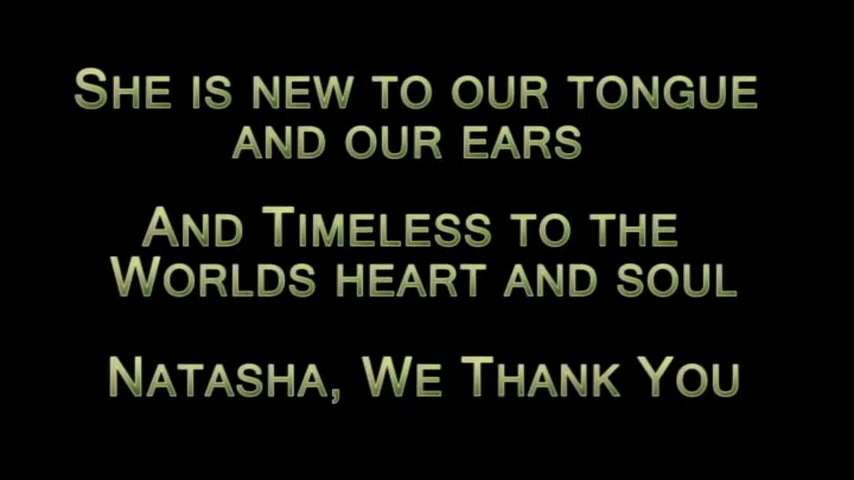 She is new to our tongue
and our ears
And Timeless to the
Worlds heart and soul
Natasha, We Thank You